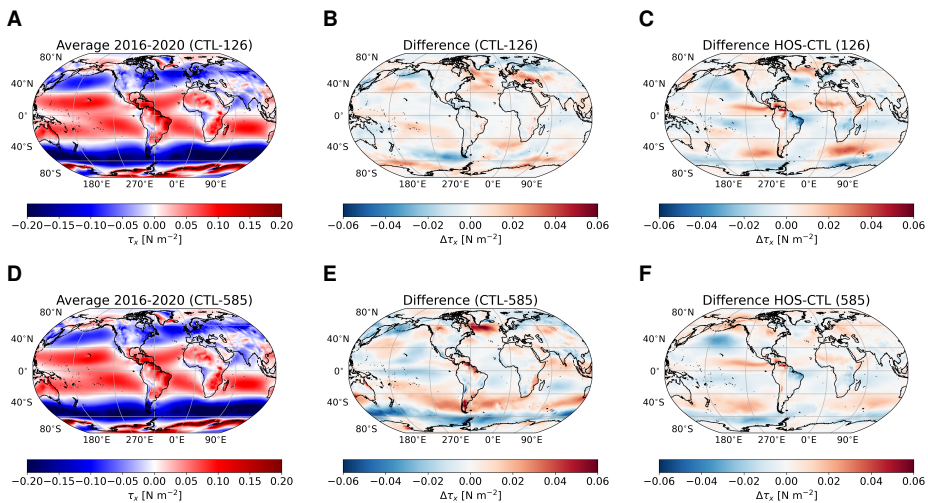 A
B
C
Average 2016-2020 (CTL-126)
Difference (CTL-126)
Difference HOS-CTL (126)
80°N
40°N
0°
40°S
80°S
180°E 270°E 0°E 90°E
80°N
40°N
0°
40°S
80°S
180°E 270°E 0°E 90°E
80°N
40°N
0°
40°S
80°S
180°E 270°E 0°E 90°E
−0.20 −0.15 −0.10 −0.05 0.00 0.05 0.10 0.15 0.20
τx [N m−2]
−0.06 −0.04 −0.02 0.00 0.02 0.04 0.06
Δτx [N m−2]
−0.06 −0.04 −0.02 0.00 0.02 0.04 0.06
Δτx [N m−2]
D
E
F
Average 2016-2020 (CTL-585)
Difference (CTL-585)
Difference HOS-CTL (585)
80°N
40°N
0°
40°S
80°S
180°E 270°E 0°E 90°E
80°N
40°N
0°
40°S
80°S
180°E 270°E 0°E 90°E
80°N
40°N
0°
40°S
80°S
180°E 270°E 0°E 90°E
−0.20 −0.15 −0.10 −0.05 0.00 0.05 0.10 0.15 0.20
τx [N m−2]
−0.06 −0.04 −0.02 0.00 0.02 0.04 0.06
Δτx [N m−2]
−0.06 −0.04 −0.02 0.00 0.02 0.04 0.06
Δτx [N m−2]